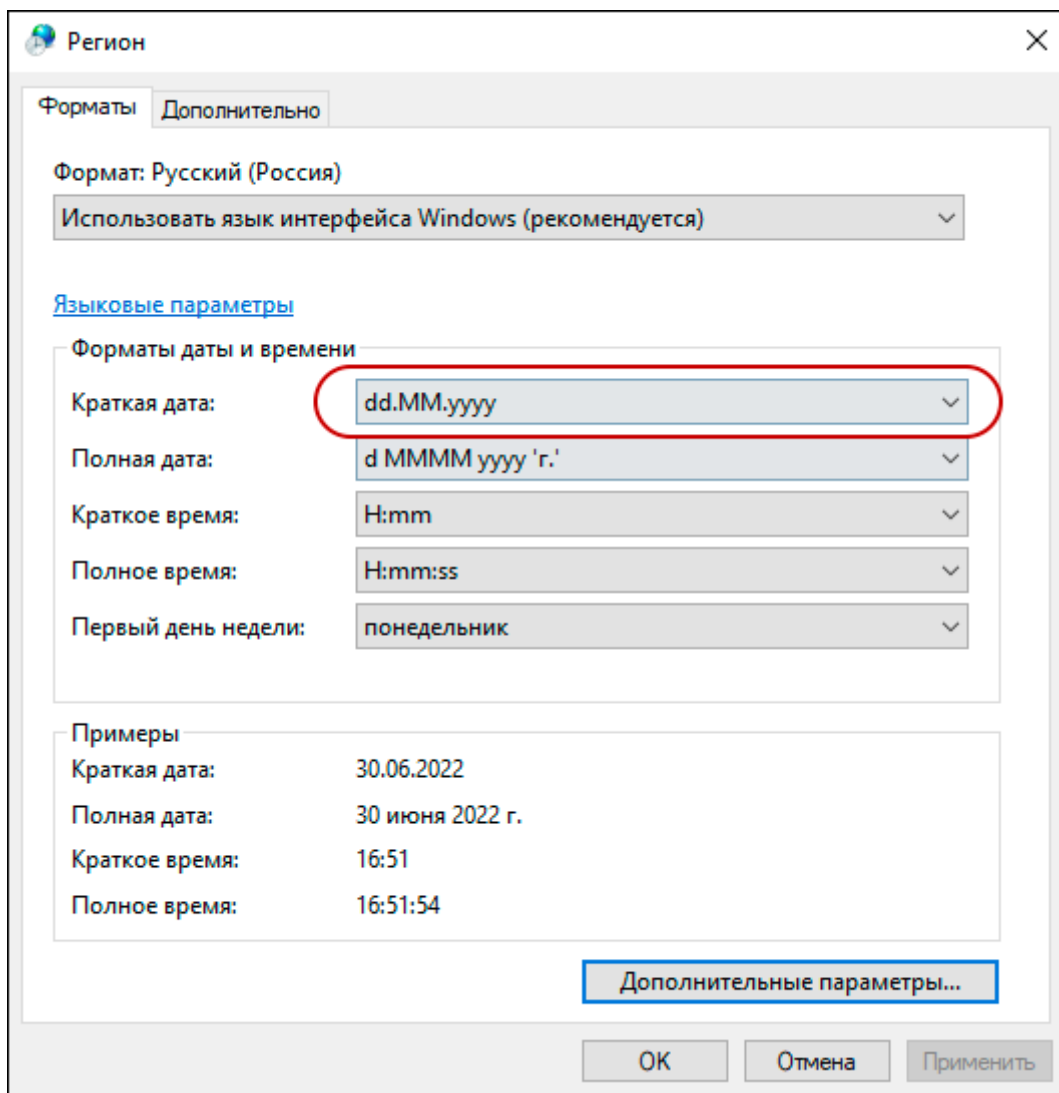 Регион
Форматы Дополнительно
Формат: Русский (Россия)
Использовать язык интерфейса Windows (рекомендуется)
Языковые параметры
Форматы даты и времени
Краткая дата: dd.MM.yyyy
Полная дата: d MMMM yyyy 'г.'
Краткое время: H:mm
Полное время: H:mm:ss
Первый день недели: понедельник
Примеры
Краткая дата: 30.06.2022
Полная дата: 30 июня 2022 г.
Краткое время: 16:51
Полное время: 16:51:54
Дополнительные параметры...
OK Отмена Применить